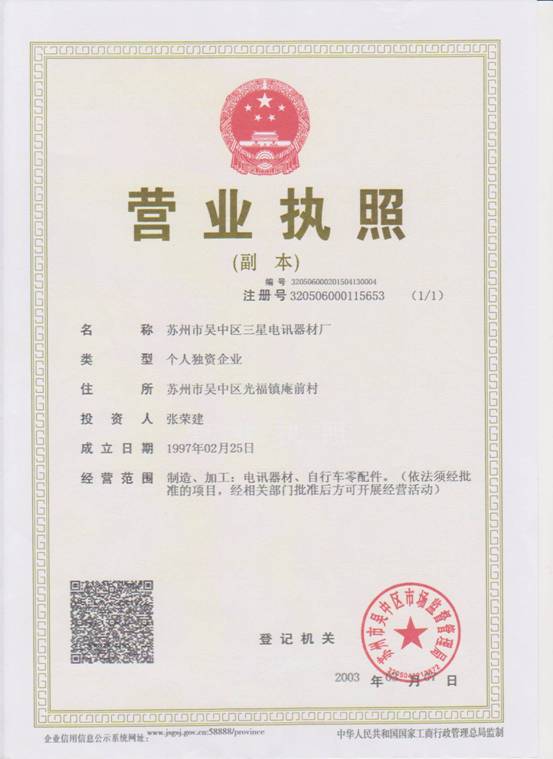 营业执照
(副 本)
编 号 320506000201504130004
注册号 320506000115653 (1/1)
名 称 苏州市吴中区三星电讯器材厂
类 型 个人独资企业
住 所 苏州市吴中区光福镇庵前村
投 资 人 张荣建
成立日期 1997年02月25日
经营范围 制造、加工：电讯器材、自行车零配件。（依法须经批
准的项目，经相关部门批准后方可开展经营活动）
苏州市吴中区市场监督管理局
登记机关
2003 年 月 日
企业信用信息公示系统网址： www.jsgsj.gov.cn:58888/province
中华人民共和国国家工商行政管理总局监制